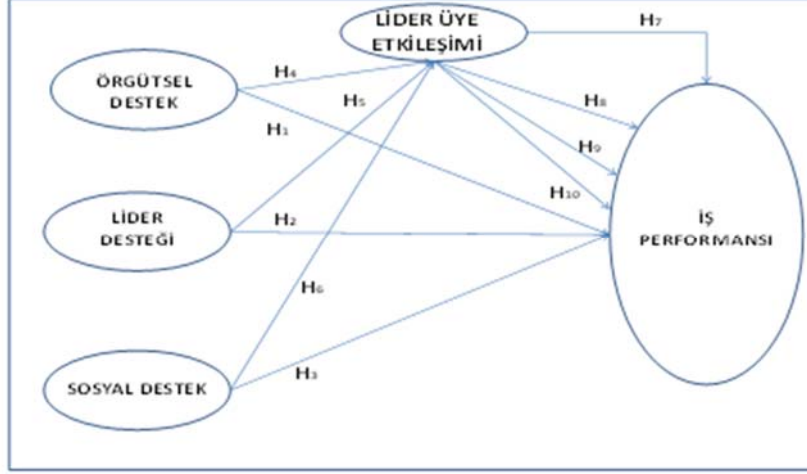 LİDER ÜYE
ETKİLEŞİMİ
H₇
ÖRGÜTSEL
DESTEK
H₄
H₅
H₈
H₁
H₉
H₁₀
LİDER
DESTEĞİ
H₂
İŞ
PERFORMANSI
H₆
SOSYAL DESTEK
H₃